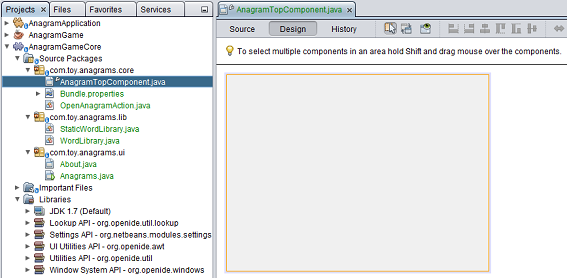 Projects
Files
Favorites
Services
AnagramApplication
AnagramGame
AnagramGameCore
Source Packages
com.toy.anagrams.core
AnagramTopComponent.java
Bundle.properties
OpenAnagramAction.java
com.toy.anagrams.lib
StaticWordLibrary.java
WordLibrary.java
com.toy.anagrams.ui
About.java
Anagrams.java
Important Files
Libraries
JDK 1.7 (Default)
Lookup API - org.openide.util.lookup
Settings API - org.netbeans.modules.settings
UI Utilities API - org.openide.awt
Utilities API - org.openide.util
Window System API - org.openide.windows
AnagramTopComponent.java
Source Design History
To select multiple components in an area hold Shift and drag mouse over the components.